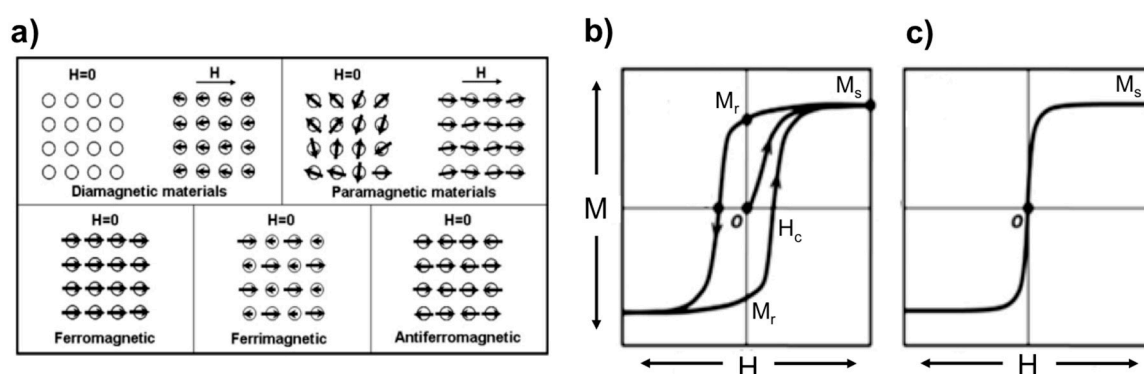 a)
H=0
H
H=0
H
Diamagnetic materials
Paramagnetic materials
H=0
H=0
H=0
Ferromagnetic
Ferrimagnetic
Antiferromagnetic
b)
M
Mr
Ms
O
Hc
Mr
H
c)
Ms
O
H